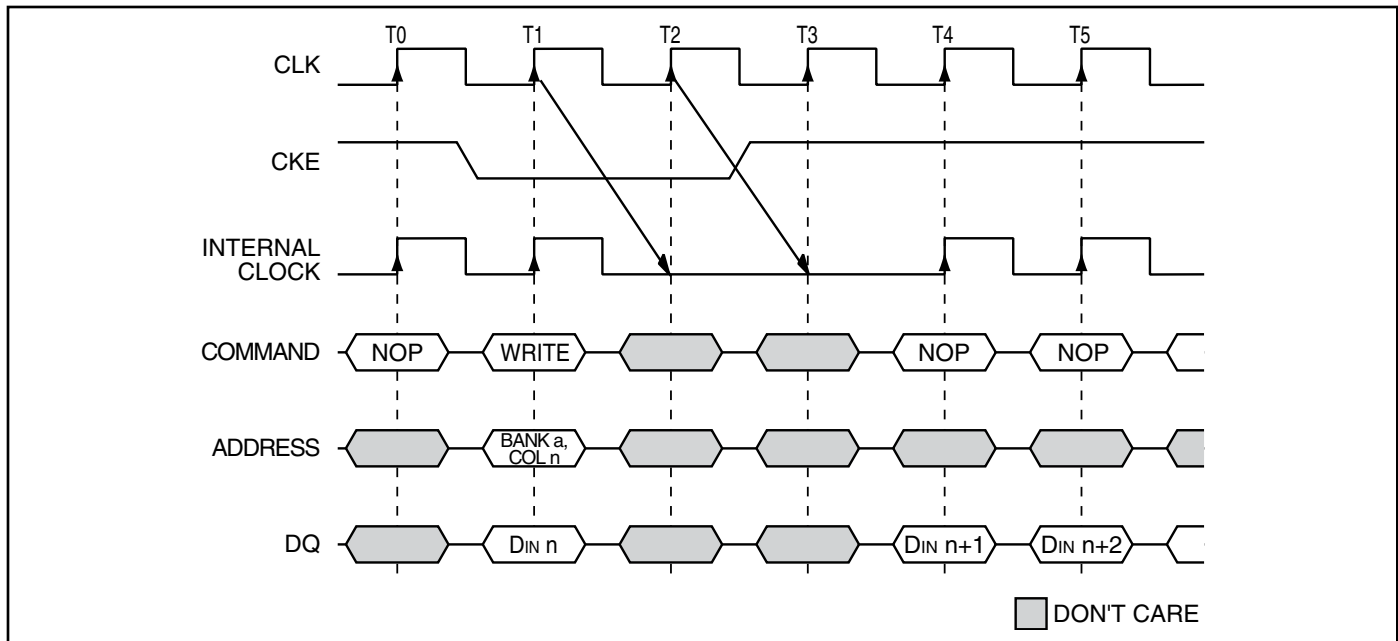 T0 T1 T2 T3 T4 T5
CLK
CKE
INTERNAL
CLOCK
COMMAND NOP WRITE NOP NOP
ADDRESS BANK a,
COL n
DQ DIN n DIN n+1 DIN n+2
DON'T CARE